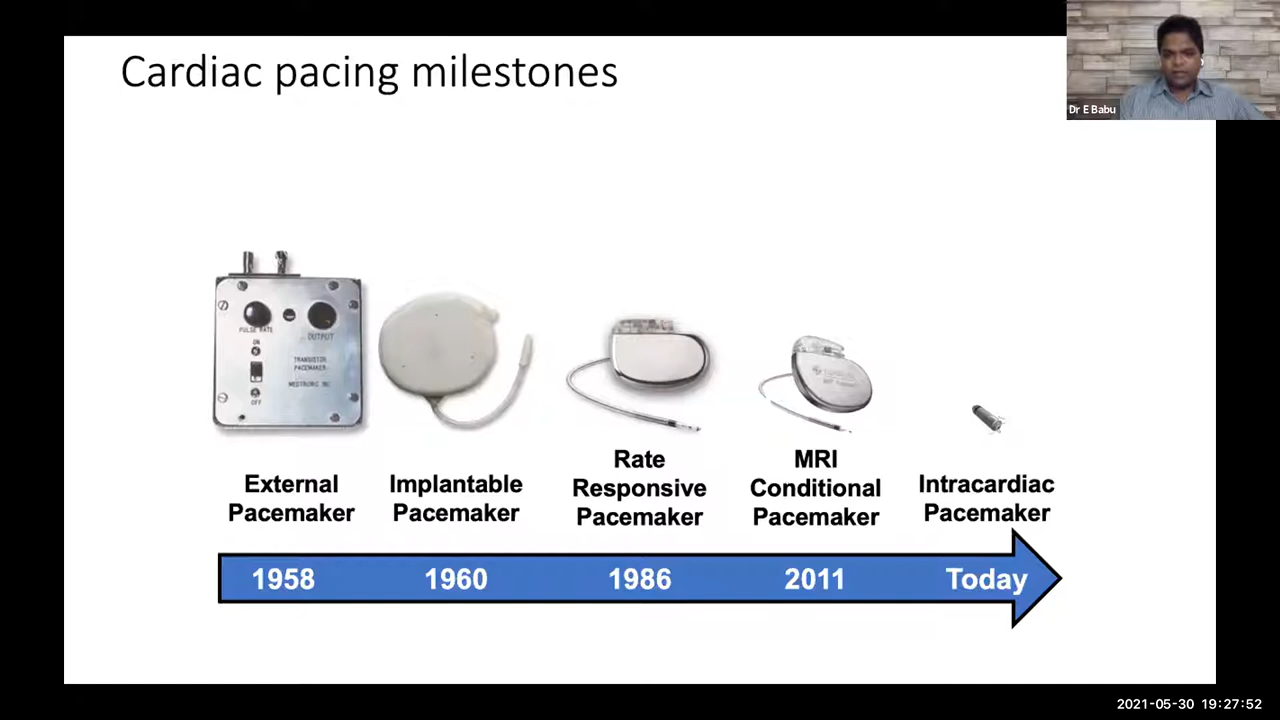 Cardiac pacing milestones
Dr E Babu
PULSE RATE
OUTPUT
ON
OFF
TRANSISTOR
PACEMAKER
MEDTRONIC INC
External
Pacemaker
Implantable
Pacemaker
Rate
Responsive
Pacemaker
MRI
Conditional
Pacemaker
Intracardiac
Pacemaker
1958
1960
1986
2011
Today
2021-05-30 19:27:52